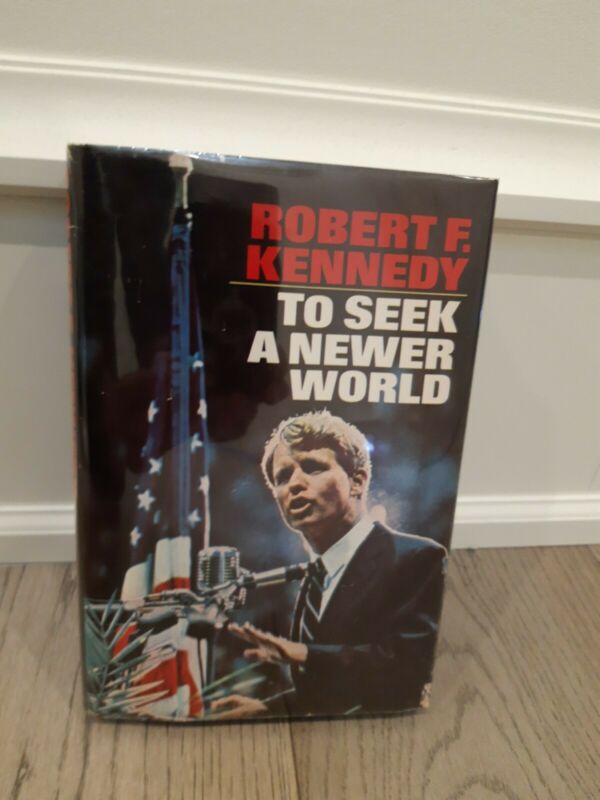 ROBERT F.
KENNEDY
TO SEEK
A NEWER
WORLD